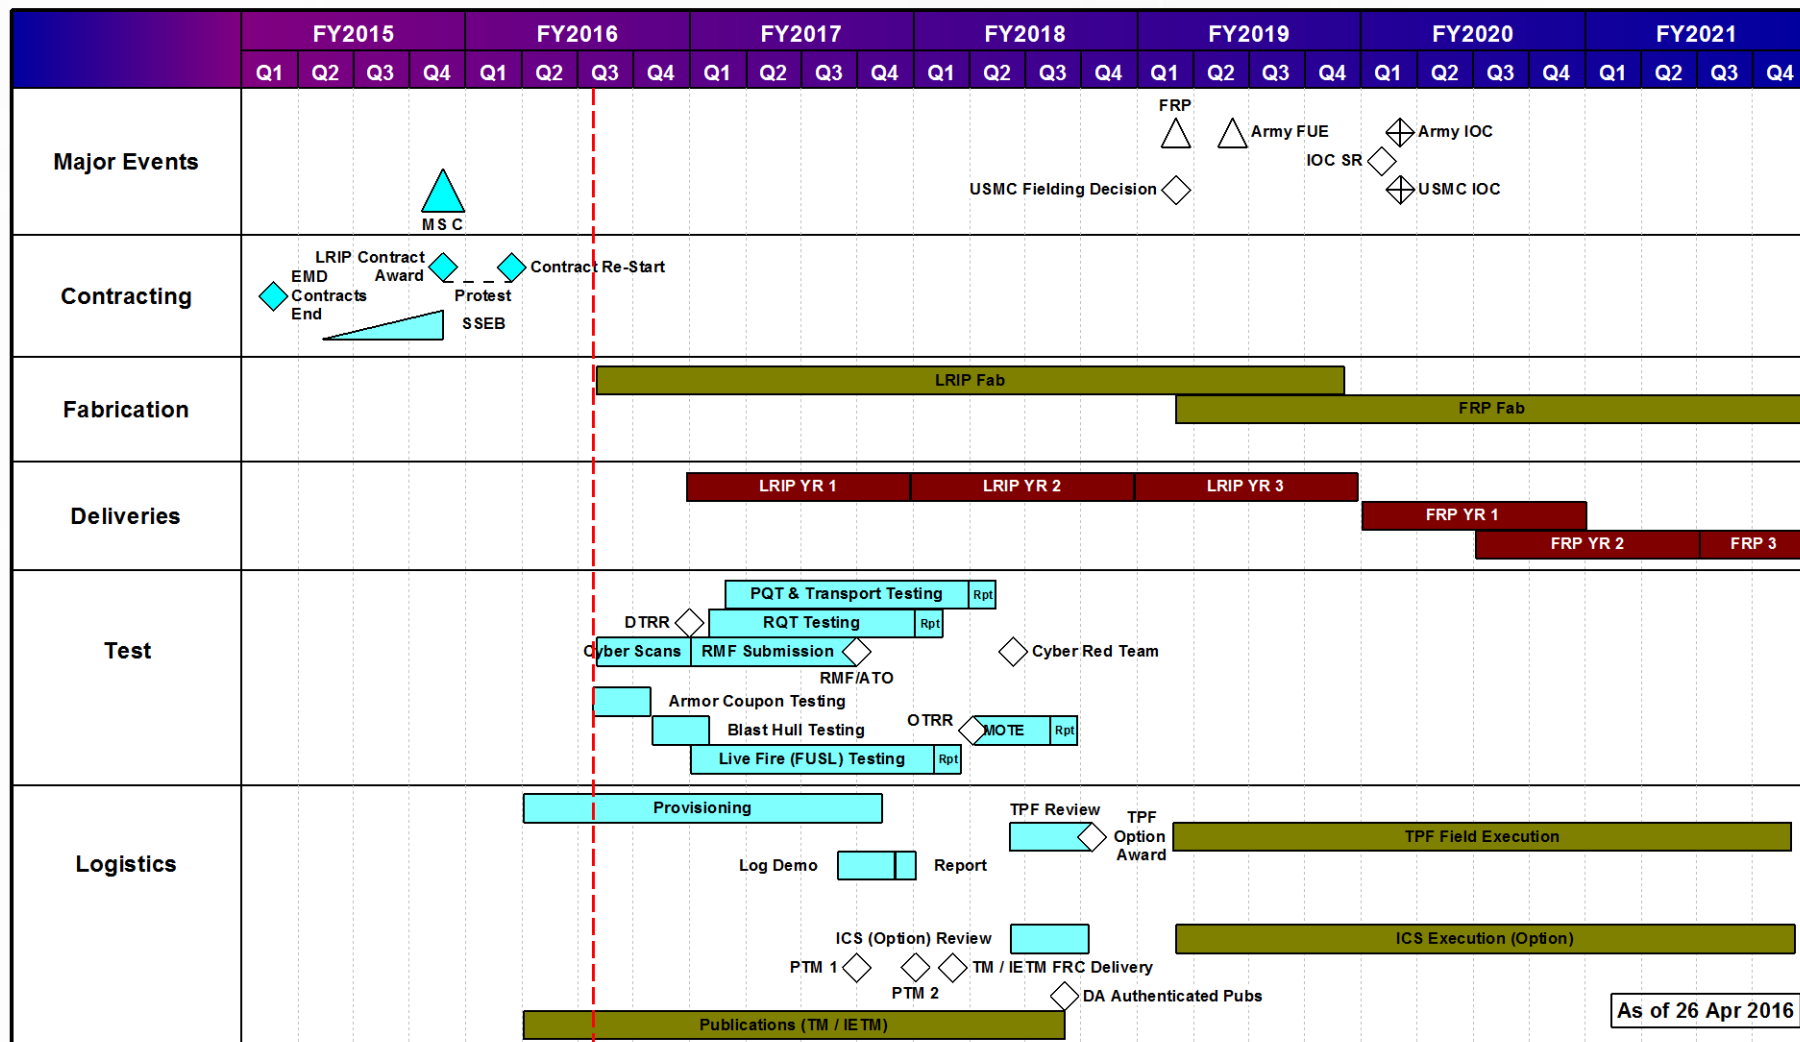 FY2015 FY2016 FY2017 FY2018 FY2019 FY2020 FY2021
Q1 Q2 Q3 Q4 Q1 Q2 Q3 Q4 Q1 Q2 Q3 Q4 Q1 Q2 Q3 Q4 Q1 Q2 Q3 Q4 Q1 Q2 Q3 Q4 Q1 Q2 Q3 Q4
Major Events
FRP
Army FUE
Army IOC
IOC SR
USMC Fielding Decision
USMC IOC
MS C
Contracting
LRIP Contract
Award
Contract Re-Start
EMD
Contracts
End
Protest
SSEB
Fabrication
LRIP Fab
FRP Fab
Deliveries
LRIP YR 1
LRIP YR 2
LRIP YR 3
FRP YR 1
FRP YR 2
FRP 3
Test
PQT & Transport Testing
Rpt
DTRR
RQT Testing
Rpt
Cyber Scans
RMF Submission
RMF/ATO
Cyber Red Team
Armor Coupon Testing
OTRR
Blast Hull Testing
MOTE
Rpt
Live Fire (FUSL) Testing
Rpt
Logistics
Provisioning
TPF Review
TPF
Option
Award
TPF Field Execution
Log Demo
Report
ICS (Option) Review
ICS Execution (Option)
PTM 1
PTM 2
TM / IETM FRC Delivery
DA Authenticated Pubs
Publications (TM / IETM)
As of 26 Apr 2016